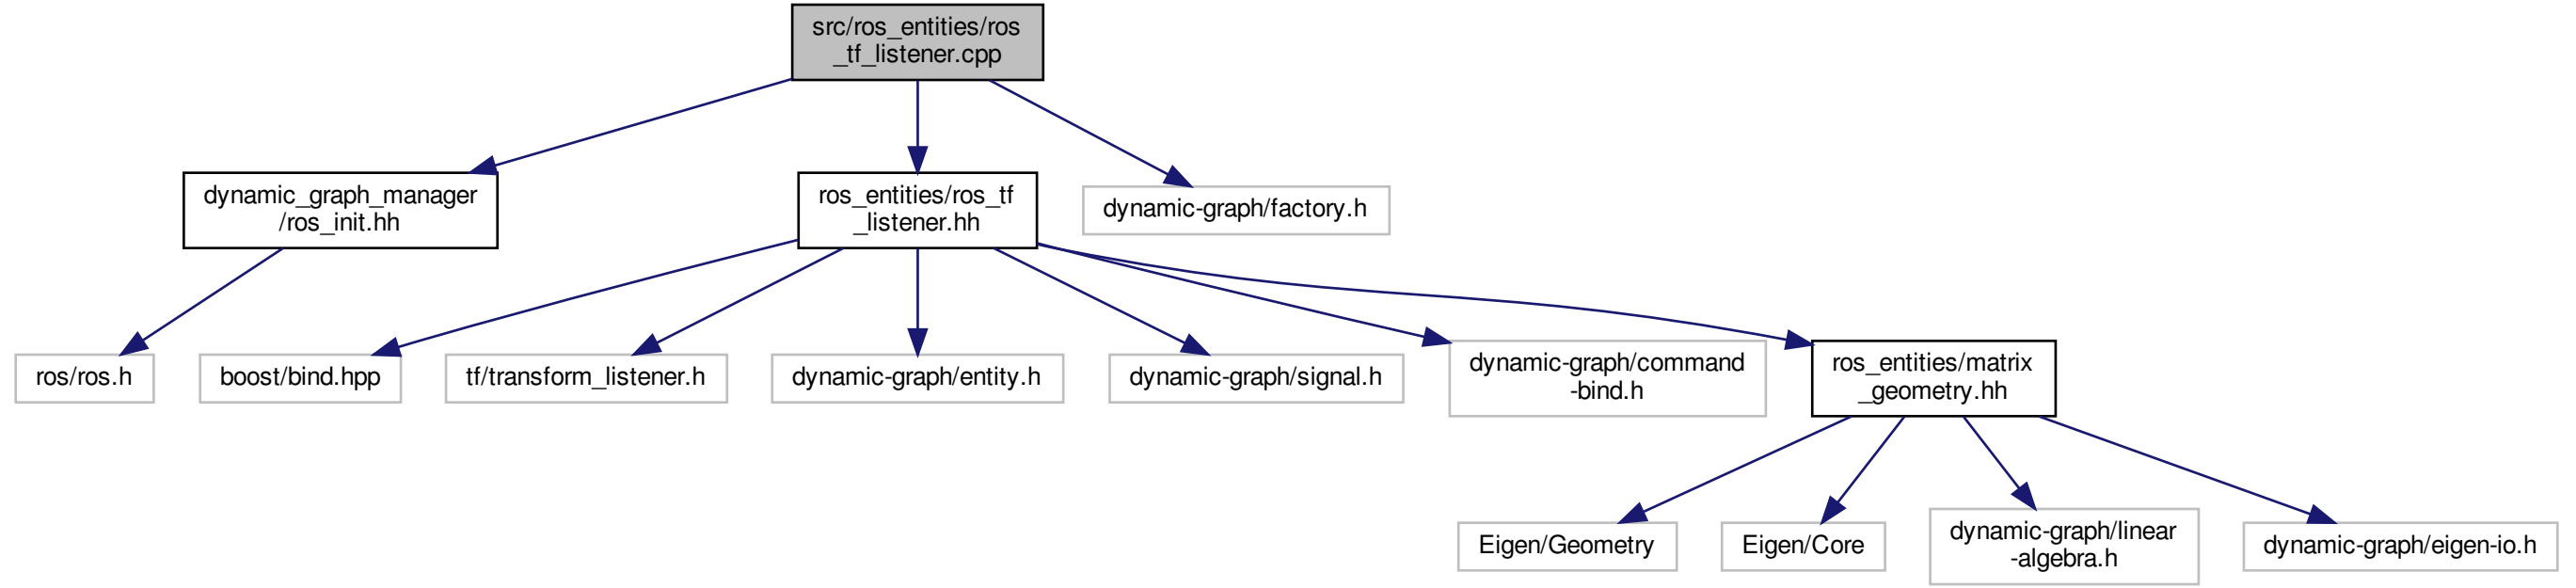 src/ros_entities/ros
_tf_listener.cpp
dynamic_graph_manager
/ros_init.hh
ros_entities/ros_tf
_listener.hh
dynamic-graph/factory.h
ros/ros.h
boost/bind.hpp
tf/transform_listener.h
dynamic-graph/entity.h
dynamic-graph/signal.h
dynamic-graph/command
-bind.h
ros_entities/matrix
_geometry.hh
Eigen/Geometry
Eigen/Core
dynamic-graph/linear
-algebra.h
dynamic-graph/eigen-io.h